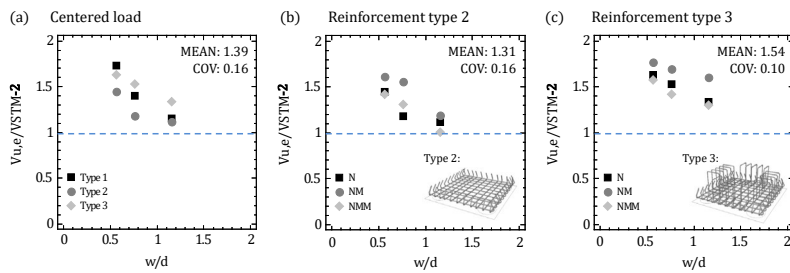 (a) Centered load
2
MEAN: 1.39
COV: 0.16
1.5
1
0.5
0
Vu,e/VSTM-2
Type 1
Type 2
Type 3
0 0.5 1 1.5 2
w/d
(b) Reinforcement type 2
2
MEAN: 1.31
COV: 0.16
1.5
1
0.5
0
Vu,e/VSTM-2
Type 2:
N
NM
NMM
0 0.5 1 1.5 2
w/d
(c) Reinforcement type 3
2
MEAN: 1.54
COV: 0.10
1.5
1
0.5
0
Vu,e/VSTM-2
Type 3:
N
NM
NMM
0 0.5 1 1.5 2
w/d